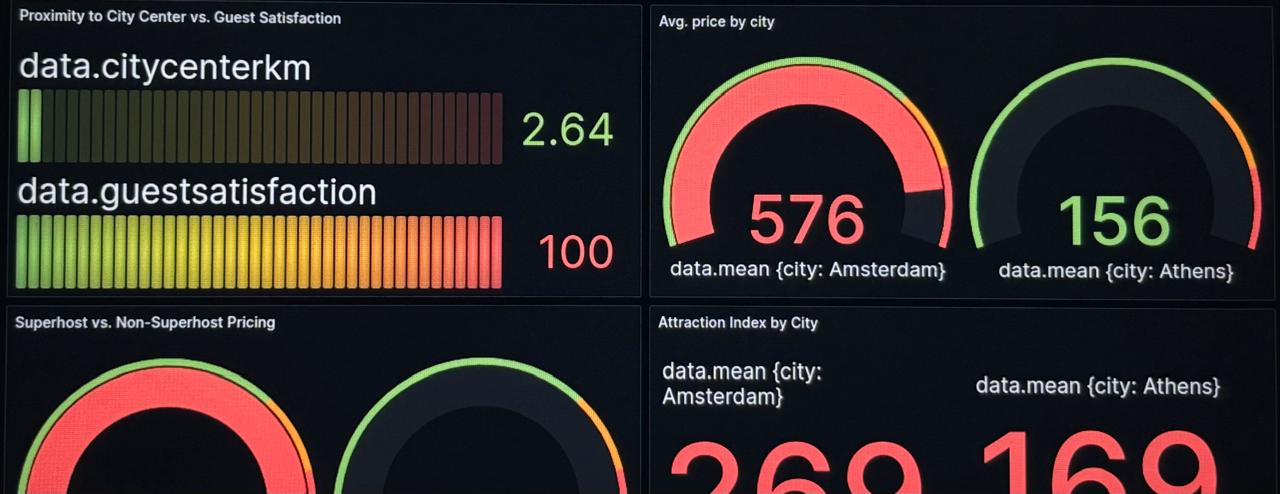 Proximity to City Center vs. Guest Satisfaction
data.citycenterkm
2.64
data.guestsatisfaction
100
Avg. price by city
576
data.mean {city: Amsterdam}
156
data.mean {city: Athens}
Superhost vs. Non-Superhost Pricing
Attraction Index by City
data.mean {city:
Amsterdam}
269
data.mean {city: Athens}
169